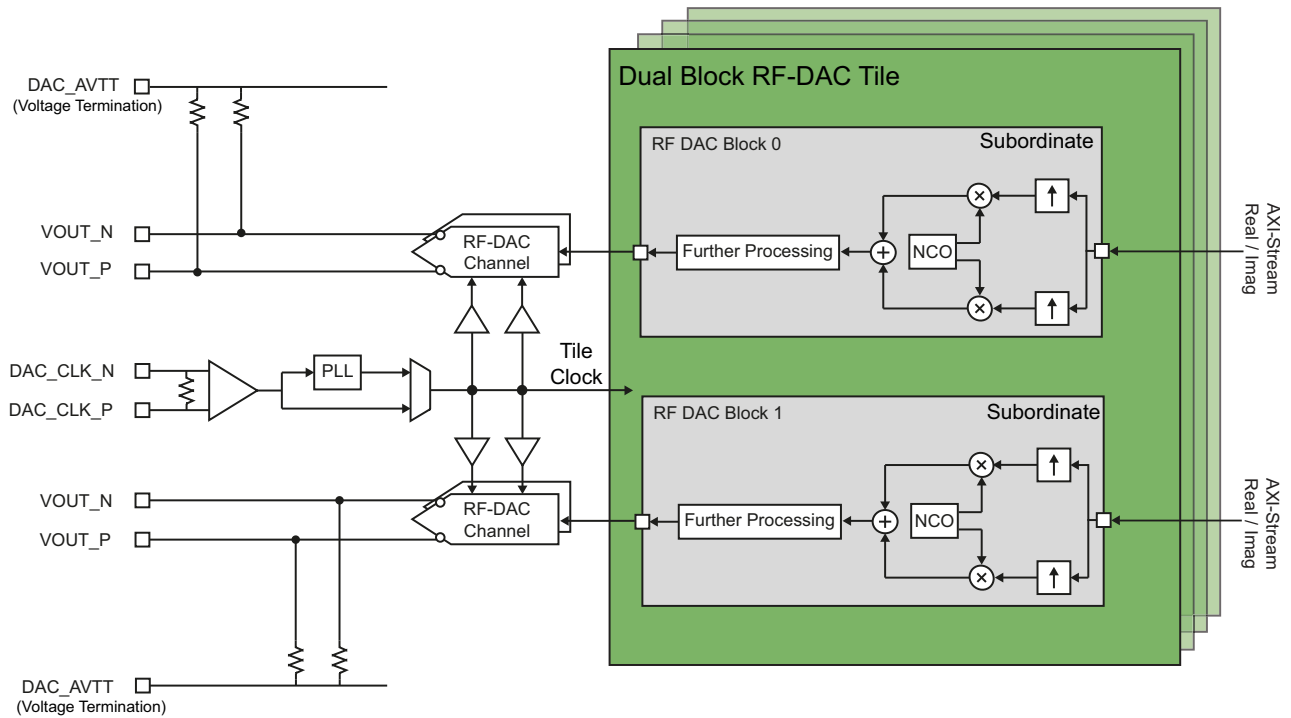 Dual Block RF-DAC Tile
DAC_AVTT
(Voltage Termination)
RF DAC Block 0
Subordinate
VOUT_N
VOUT_P
RF-DAC
Channel
Further Processing
+
NCO
×
×
↑
↑
AXI-Stream
Real / Imag
DAC_CLK_N
DAC_CLK_P
PLL
Tile
Clock
RF DAC Block 1
Subordinate
VOUT_N
VOUT_P
RF-DAC
Channel
Further Processing
+
NCO
×
×
↑
↑
AXI-Stream
Real / Imag
DAC_AVTT
(Voltage Termination)